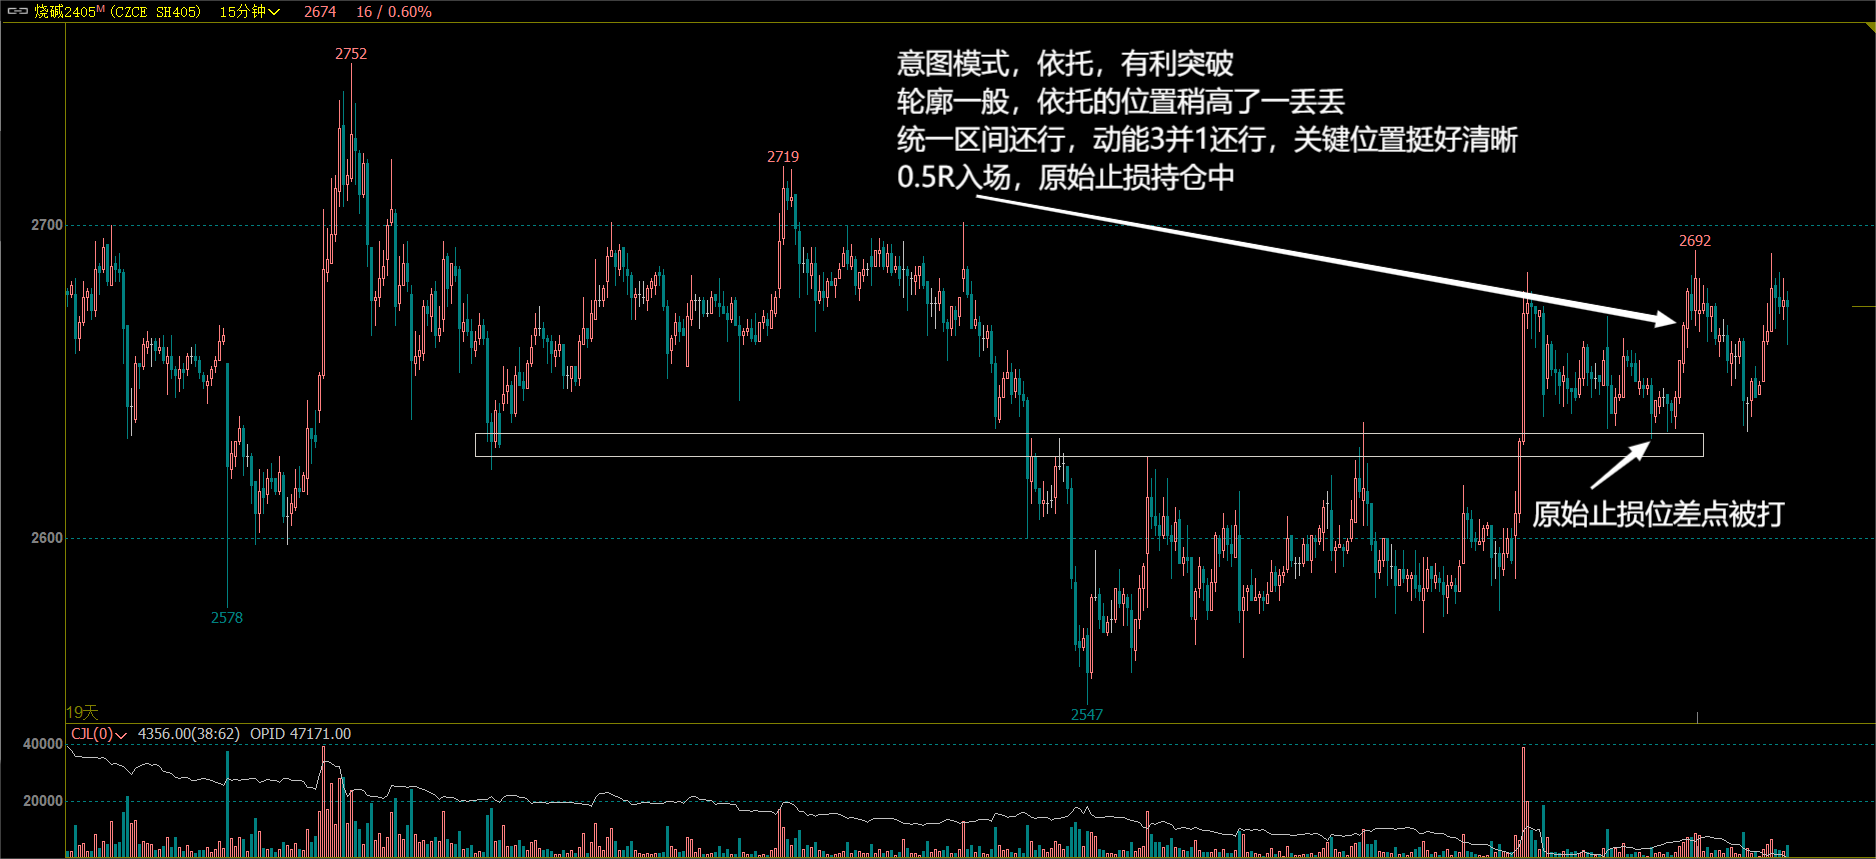 烧碱2405ᴹ (CZCE SH405) 15分钟 2674 16 / 0.60%
2752
意图模式，依托，有利突破
轮廓一般，依托的位置稍高了一丢丢
统一区间还行，动能3并1还行，关键位置挺好清晰
0.5R入场，原始止损持仓中
2719
2700
2692
原始止损位差点被打
2600
2578
2547
19天
CJL(0) 4356.00(38:62) OPID 47171.00
40000
20000